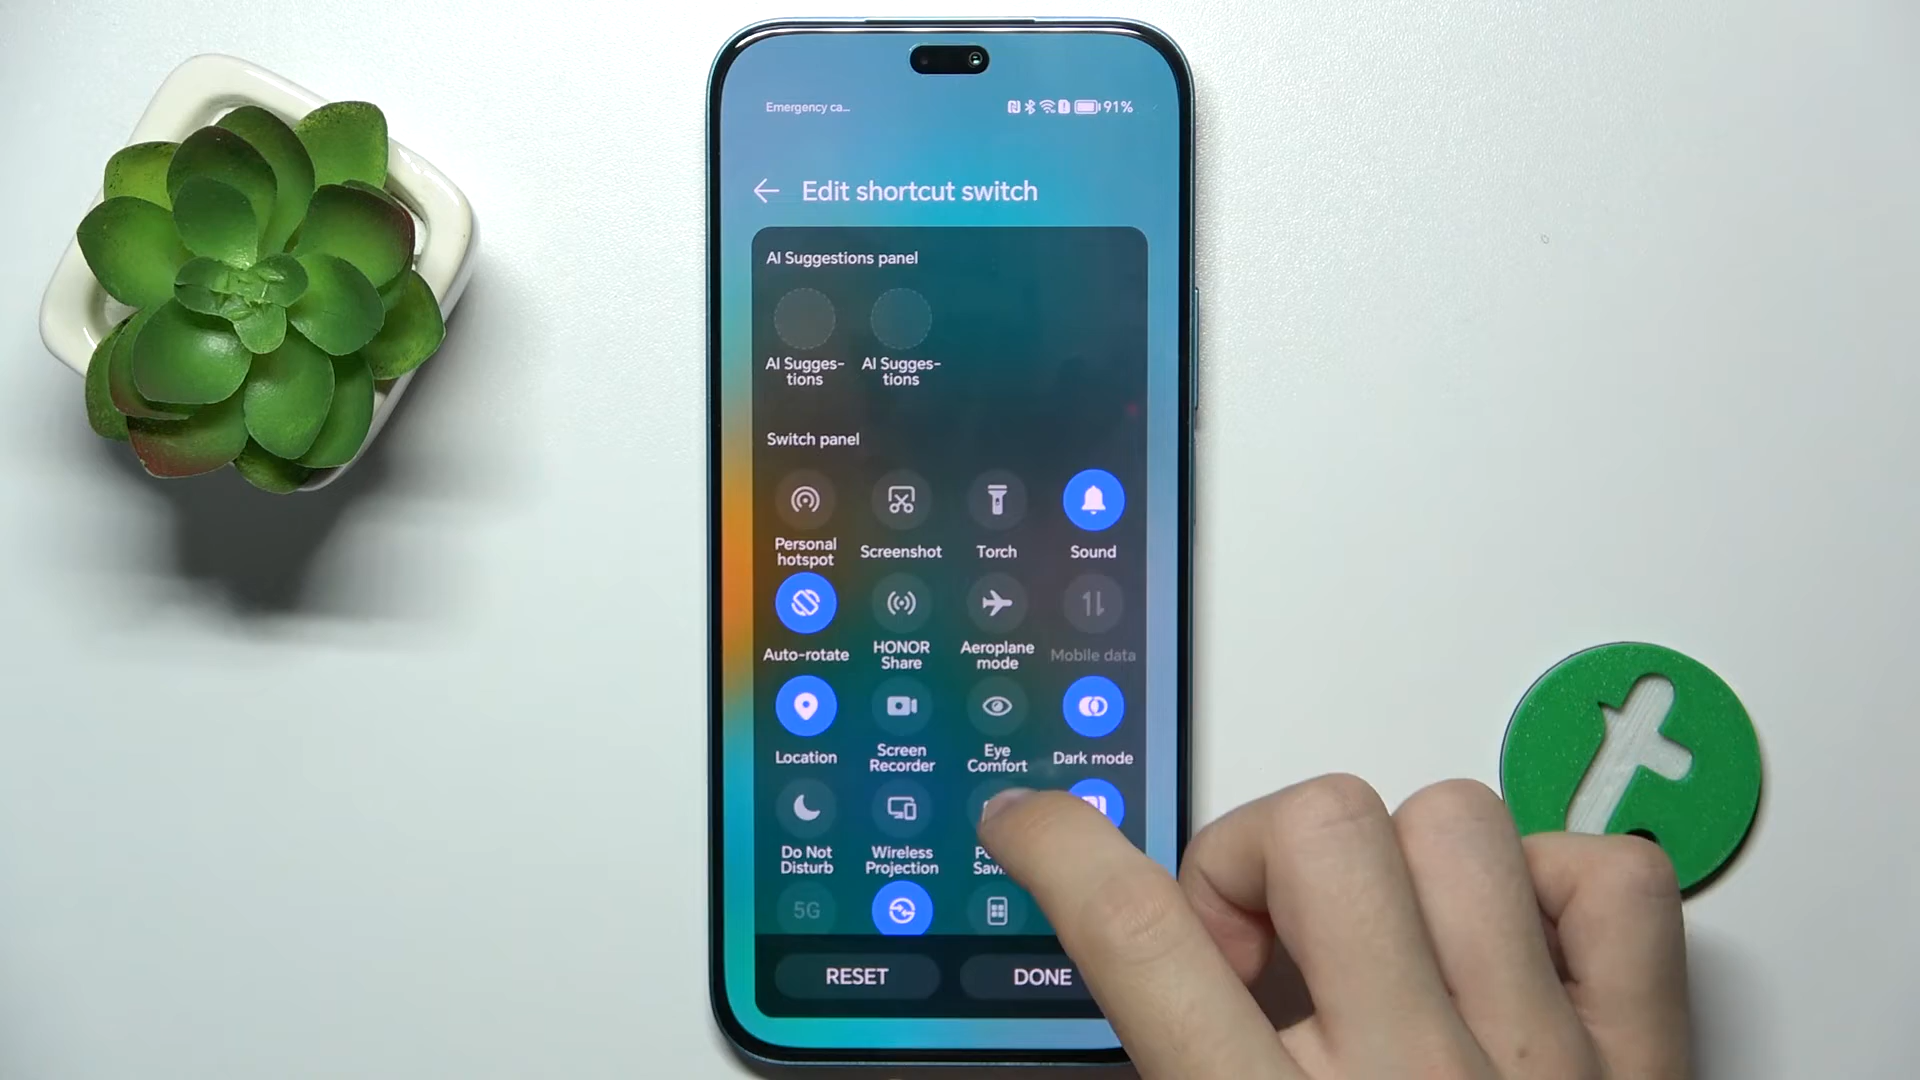 Emergency ca...
91%
Edit shortcut switch
AI Suggestions panel
AI Sugges-
tions
AI Sugges-
tions
Switch panel
Personal
hotspot
Screenshot
Torch
Sound
Auto-rotate
HONOR
Share
Aeroplane
mode
Mobile data
Location
Screen
Recorder
Eye
Comfort
Dark mode
Do Not
Disturb
Wireless
Projection
5G
RESET
DONE